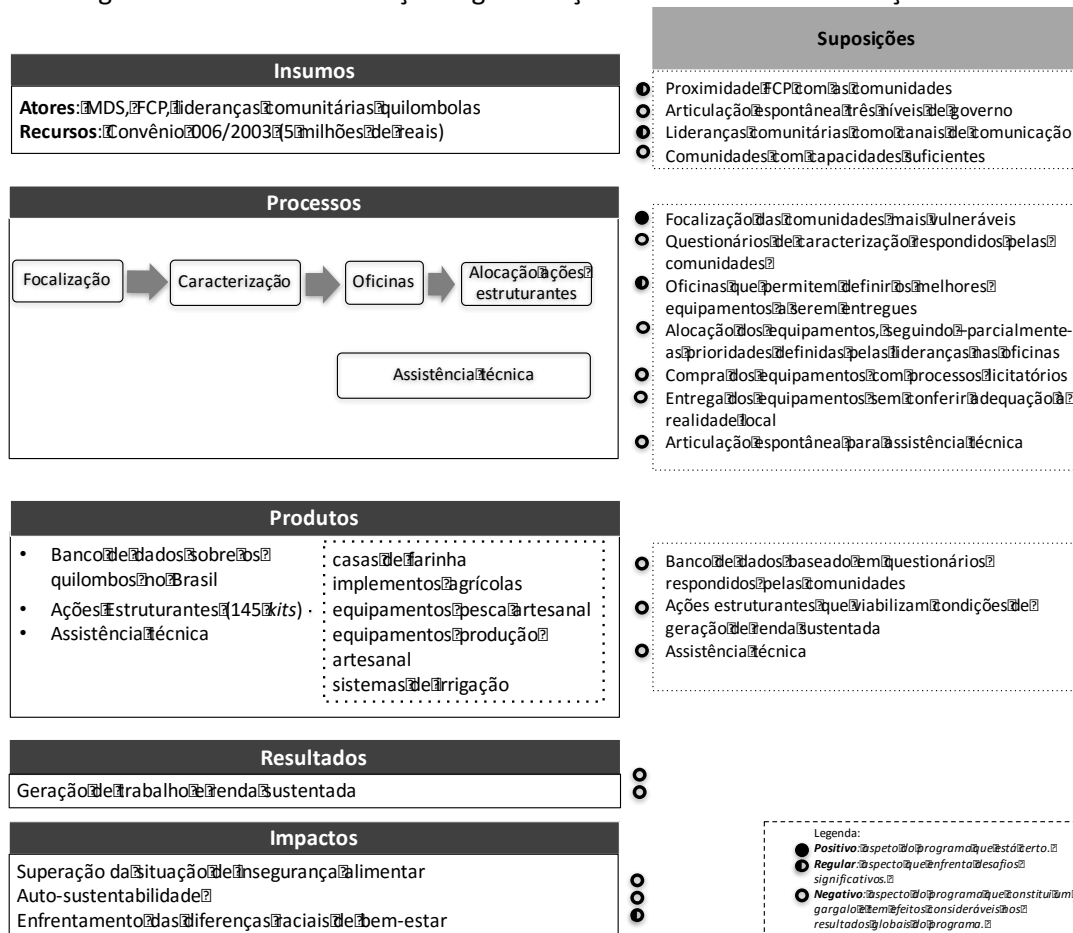 Suposições
Insumos
Atores: MDS, FCP, lideranças comunitárias quilombolas
Recursos: Convênio 006/2003 (5 milhões de reais)
Proximidade FCP com as comunidades
Articulação espontânea três níveis de governo
Lideranças comunitárias como canais de comunicação
Comunidades com capacidades suficientes
Processos
Focalização
Caracterização
Oficinas
Alocação ações
estruturantes
Assistência técnica
Focalização das comunidades mais vulneráveis
Questionários de caracterização respondidos pelas
comunidades
Oficinas que permitem definir os melhores
equipamentos a serem entregues
Alocação dos equipamentos, seguindo –parcialmente-
as prioridades definidas pelas lideranças nas oficinas
Compra dos equipamentos com processos licitatórios
Entrega dos equipamentos sem conferir adequação à
realidade local
Articulação espontânea para assistência técnica
Produtos
• Banco de dados sobre os
quilombos no Brasil
• Ações Estruturantes (145 kits)
• Assistência técnica
casas de farinha
implementos agrícolas
equipamentos pesca artesanal
equipamentos produção
artesanal
sistemas de irrigação
Banco de dados baseado em questionários
respondidos pelas comunidades
Ações estruturantes que viabilizam condições de
geração de renda sustentada
Assistência técnica
Resultados
Geração de trabalho e renda sustentada
Impactos
Superação da situação de insegurança alimentar
Auto-sustentabilidade
Enfrentamento das diferenças raciais de bem-estar
Legenda:
Positivo: aspeto do programa que está certo.
Regular: aspecto que enfrenta desafios
significativos.
Negativo: aspecto do programa que constitui um
gargalo e tem efeitos consideráveis nos
resultados globais do programa.